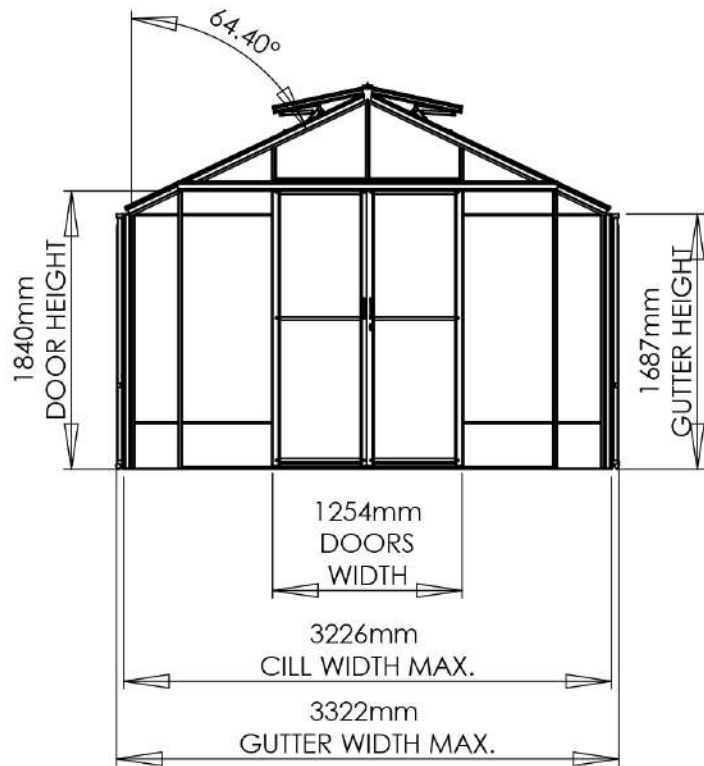 64.40°
1840mm
DOOR HEIGHT
1687mm
GUTTER HEIGHT
1254mm
DOORS
WIDTH
3226mm
CILL WIDTH MAX.
3322mm
GUTTER WIDTH MAX.